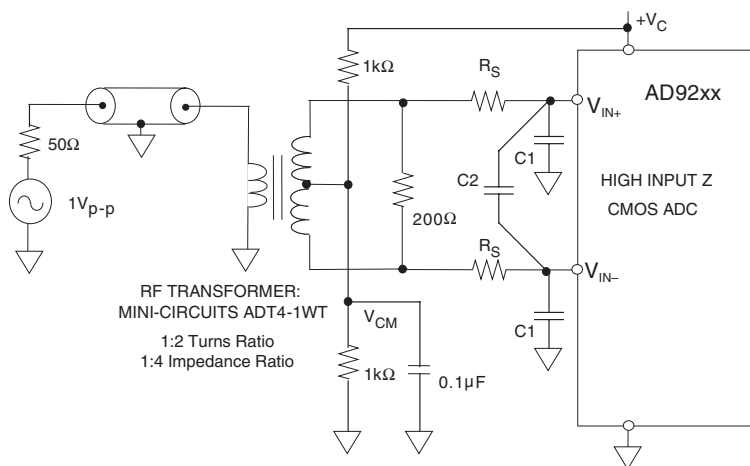 +V_C
1kΩ
R_S
AD92xx
V_IN+
50Ω
C1
C2
1V_p-p
HIGH INPUT Z
CMOS ADC
200Ω
R_S
V_IN–
RF TRANSFORMER:
MINI-CIRCUITS ADT4-1WT
1:2 Turns Ratio
1:4 Impedance Ratio
V_CM
C1
1kΩ
0.1μF